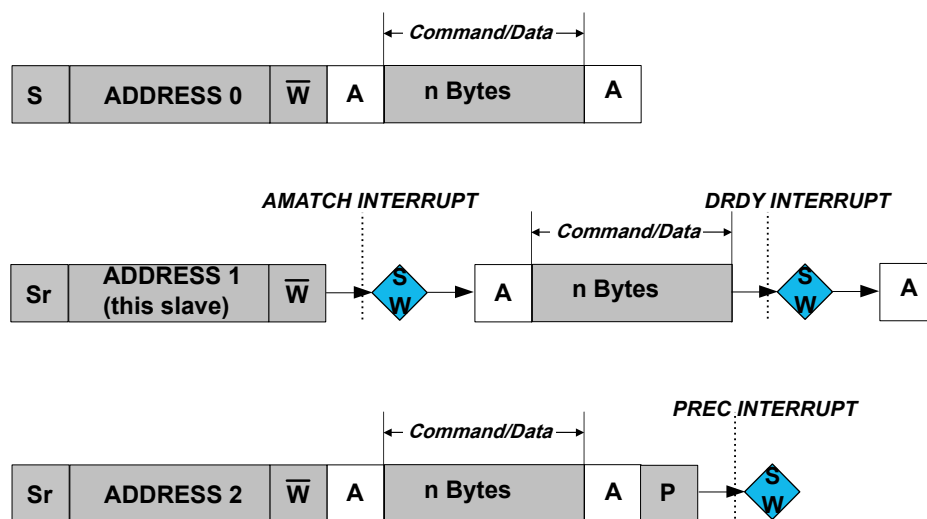 Command/Data
S ADDRESS 0 W̅ A n Bytes A
AMATCH INTERRUPT DRDY INTERRUPT
Command/Data
Sr ADDRESS 1 (this slave) W̅ S W A n Bytes S W A
PREC INTERRUPT
Command/Data
Sr ADDRESS 2 W̅ A n Bytes A P S W